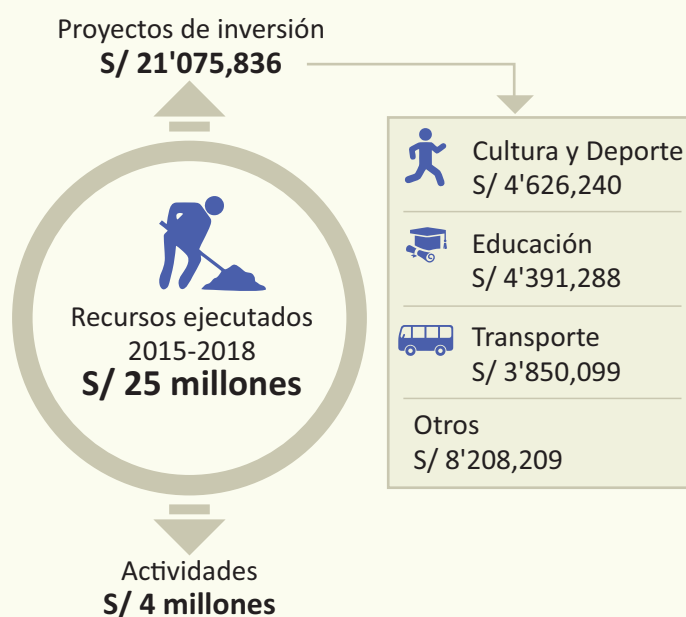 Proyectos de inversión
S/ 21'075,836
Cultura y Deporte
S/ 4'626,240
Educación
S/ 4'391,288
Transporte
S/ 3'850,099
Otros
S/ 8'208,209
Recursos ejecutados
2015-2018
S/ 25 millones
Actividades
S/ 4 millones